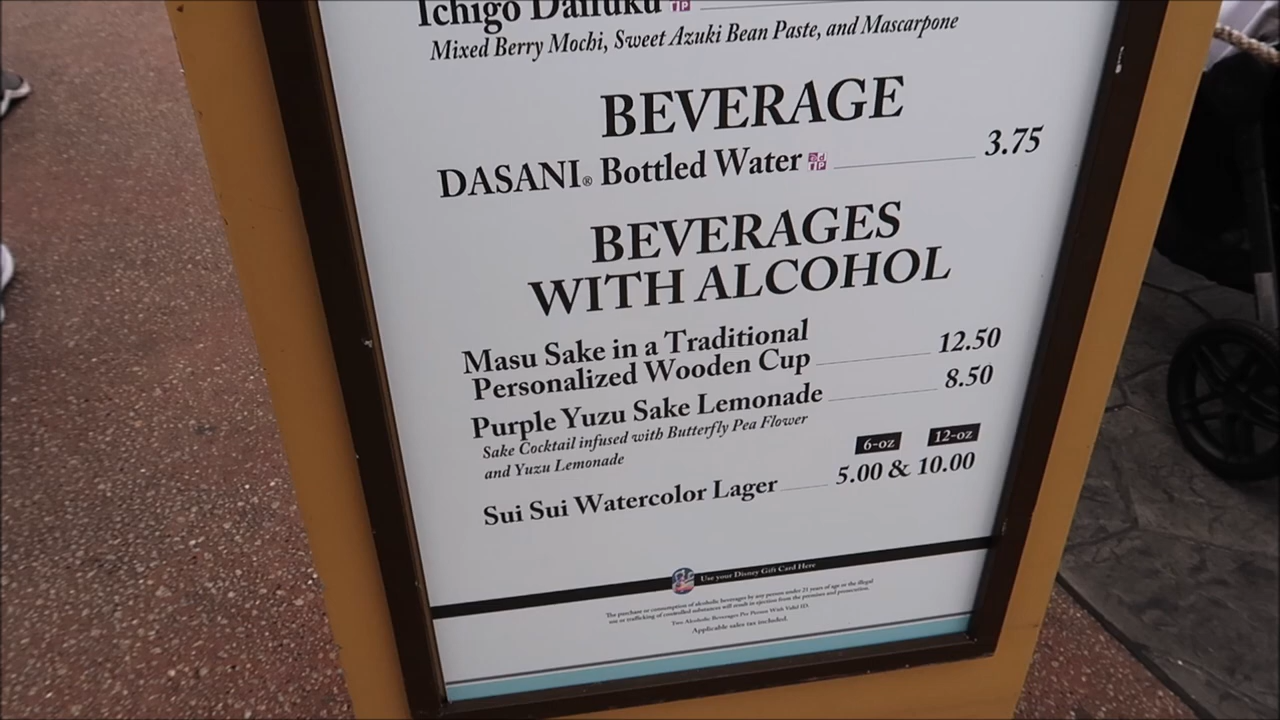 Ichigo Daifuku
Mixed Berry Mochi, Sweet Azuki Bean Paste, and Mascarpone
BEVERAGE
DASANI® Bottled Water 3.75
BEVERAGES
WITH ALCOHOL
Masu Sake in a Traditional
Personalized Wooden Cup 12.50
Purple Yuzu Sake Lemonade 8.50
Sake Cocktail infused with Butterfly Pea Flower
and Yuzu Lemonade
6-oz 12-oz
Sui Sui Watercolor Lager 5.00 & 10.00
Use your Disney Gift Card Here
The purchase or consumption of alcoholic beverages by any person under 21 years of age or the illegal
use or trafficking of controlled substances will result in ejection from the premises and prosecution.
Two Alcoholic Beverages Per Person With Valid ID.
Applicable sales tax included.